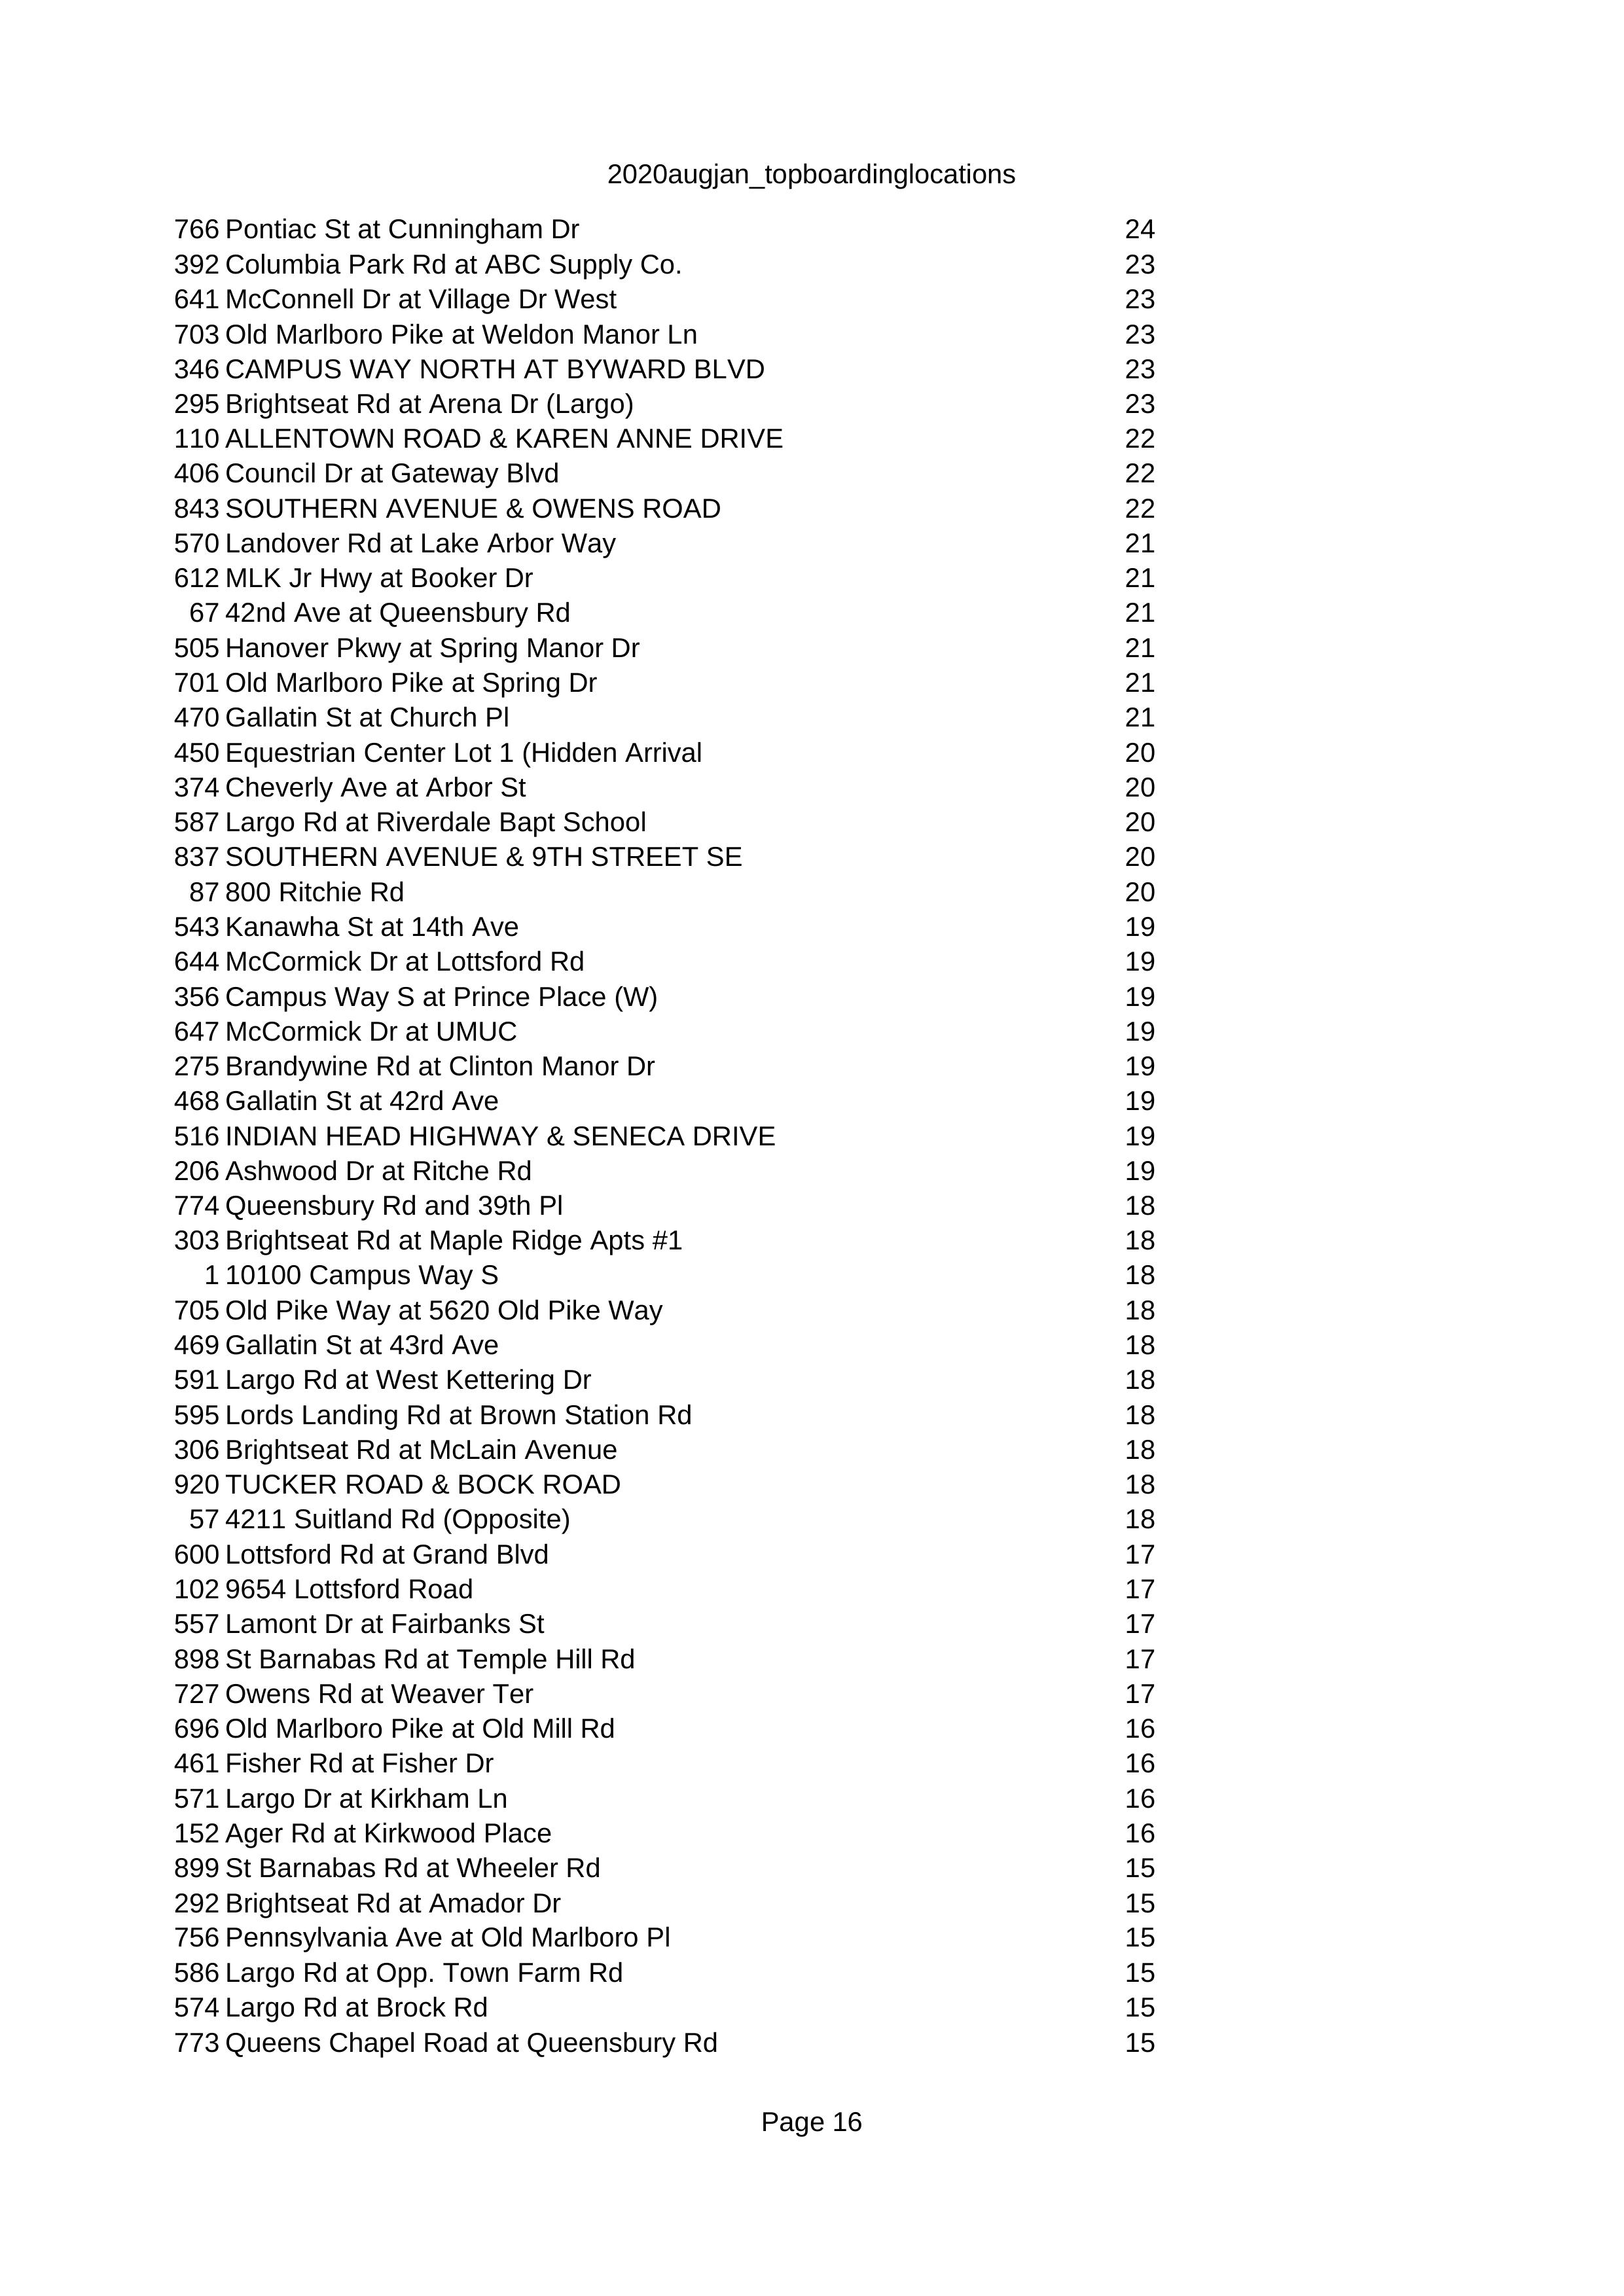 2020augjan_topboardinglocations
766 Pontiac St at Cunningham Dr 24
392 Columbia Park Rd at ABC Supply Co. 23
641 McConnell Dr at Village Dr West 23
703 Old Marlboro Pike at Weldon Manor Ln 23
346 CAMPUS WAY NORTH AT BYWARD BLVD 23
295 Brightseat Rd at Arena Dr (Largo) 23
110 ALLENTOWN ROAD & KAREN ANNE DRIVE 22
406 Council Dr at Gateway Blvd 22
843 SOUTHERN AVENUE & OWENS ROAD 22
570 Landover Rd at Lake Arbor Way 21
612 MLK Jr Hwy at Booker Dr 21
67 42nd Ave at Queensbury Rd 21
505 Hanover Pkwy at Spring Manor Dr 21
701 Old Marlboro Pike at Spring Dr 21
470 Gallatin St at Church Pl 21
450 Equestrian Center Lot 1 (Hidden Arrival 20
374 Cheverly Ave at Arbor St 20
587 Largo Rd at Riverdale Bapt School 20
837 SOUTHERN AVENUE & 9TH STREET SE 20
87 800 Ritchie Rd 20
543 Kanawha St at 14th Ave 19
644 McCormick Dr at Lottsford Rd 19
356 Campus Way S at Prince Place (W) 19
647 McCormick Dr at UMUC 19
275 Brandywine Rd at Clinton Manor Dr 19
468 Gallatin St at 42rd Ave 19
516 INDIAN HEAD HIGHWAY & SENECA DRIVE 19
206 Ashwood Dr at Ritche Rd 19
774 Queensbury Rd and 39th Pl 18
303 Brightseat Rd at Maple Ridge Apts #1 18
1 10100 Campus Way S 18
705 Old Pike Way at 5620 Old Pike Way 18
469 Gallatin St at 43rd Ave 18
591 Largo Rd at West Kettering Dr 18
595 Lords Landing Rd at Brown Station Rd 18
306 Brightseat Rd at McLain Avenue 18
920 TUCKER ROAD & BOCK ROAD 18
57 4211 Suitland Rd (Opposite) 18
600 Lottsford Rd at Grand Blvd 17
102 9654 Lottsford Road 17
557 Lamont Dr at Fairbanks St 17
898 St Barnabas Rd at Temple Hill Rd 17
727 Owens Rd at Weaver Ter 17
696 Old Marlboro Pike at Old Mill Rd 16
461 Fisher Rd at Fisher Dr 16
571 Largo Dr at Kirkham Ln 16
152 Ager Rd at Kirkwood Place 16
899 St Barnabas Rd at Wheeler Rd 15
292 Brightseat Rd at Amador Dr 15
756 Pennsylvania Ave at Old Marlboro Pl 15
586 Largo Rd at Opp. Town Farm Rd 15
574 Largo Rd at Brock Rd 15
773 Queens Chapel Road at Queensbury Rd 15
Page 16